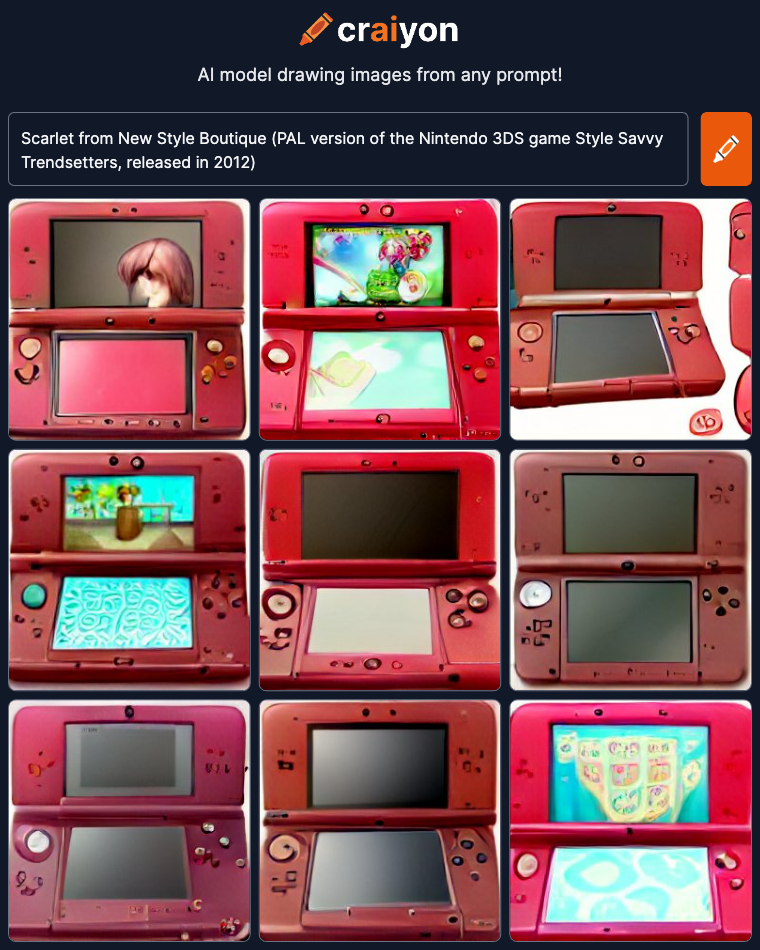 craiyon
AI model drawing images from any prompt!
Scarlet from New Style Boutique (PAL version of the Nintendo 3DS game Style Savvy
Trendsetters, released in 2012)